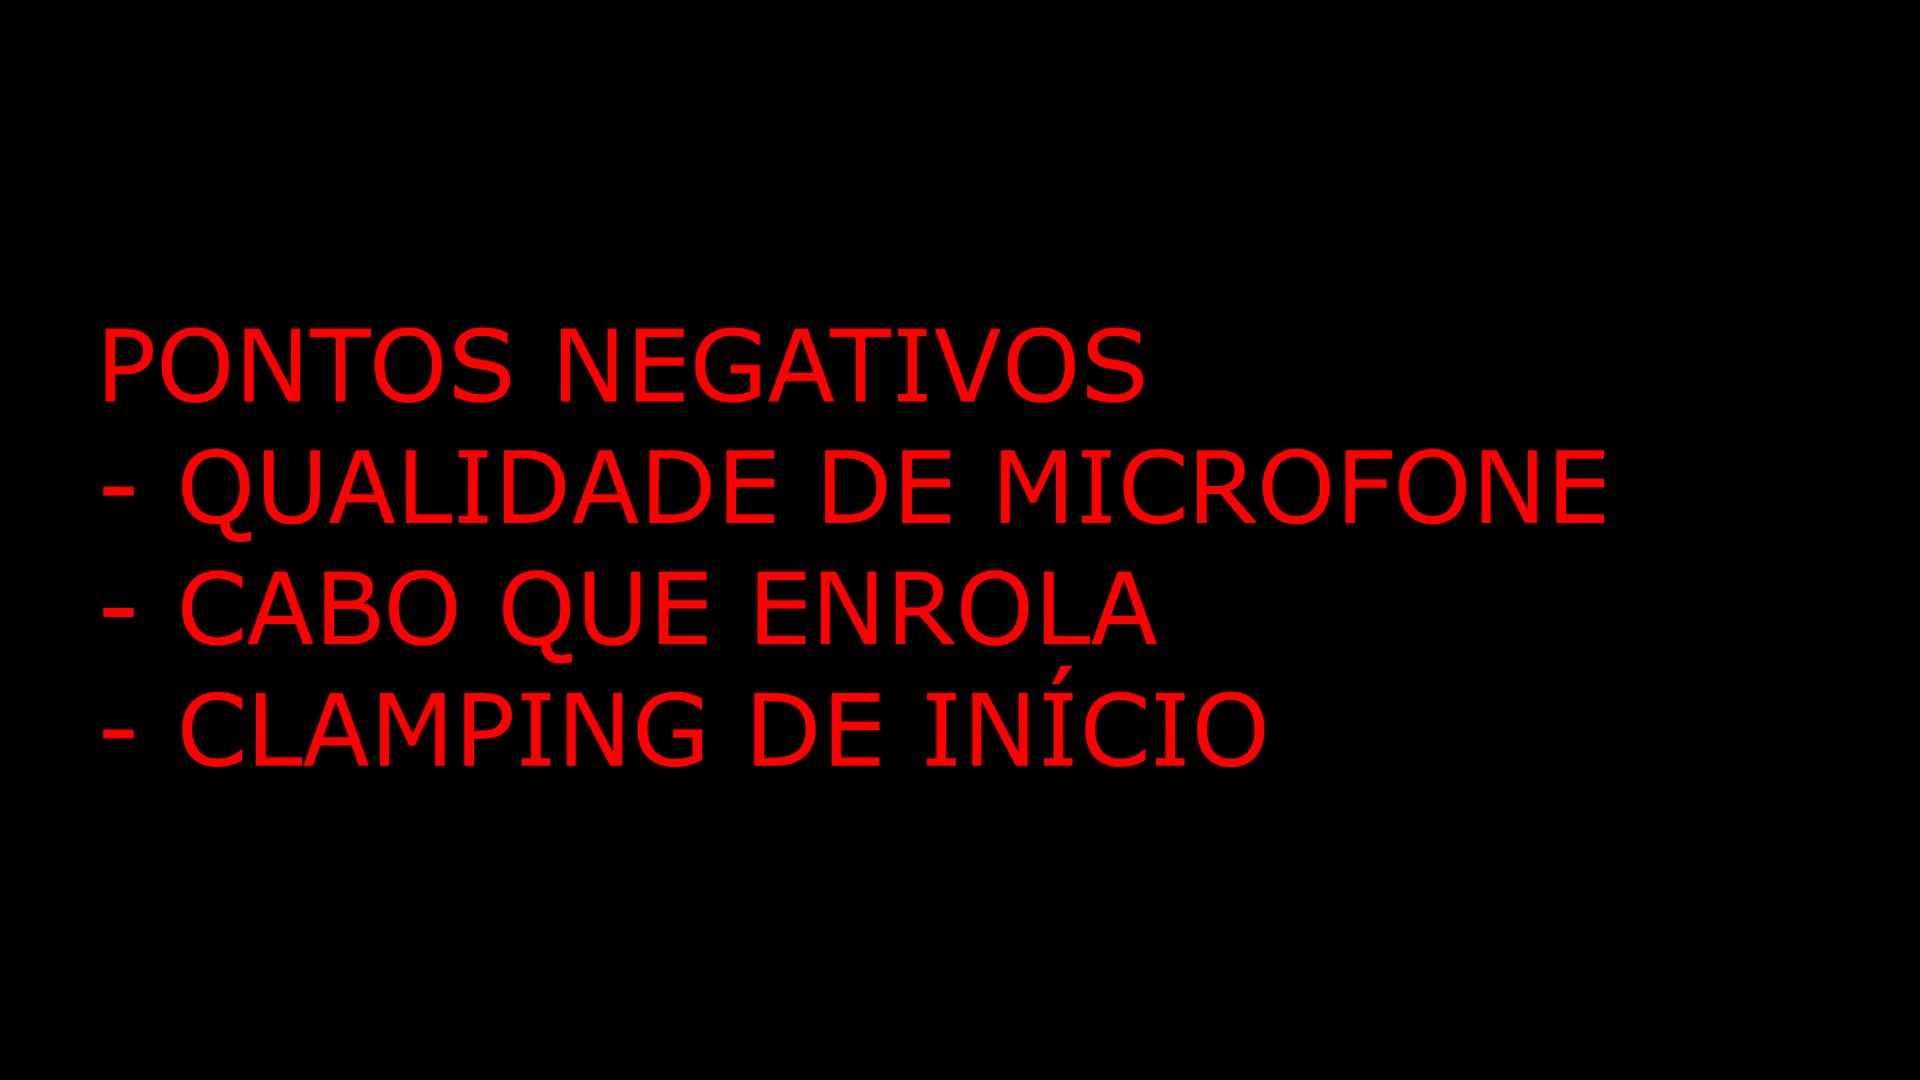 PONTOS NEGATIVOS
- QUALIDADE DE MICROFONE
- CABO QUE ENROLA
- CLAMPING DE INÍCIO